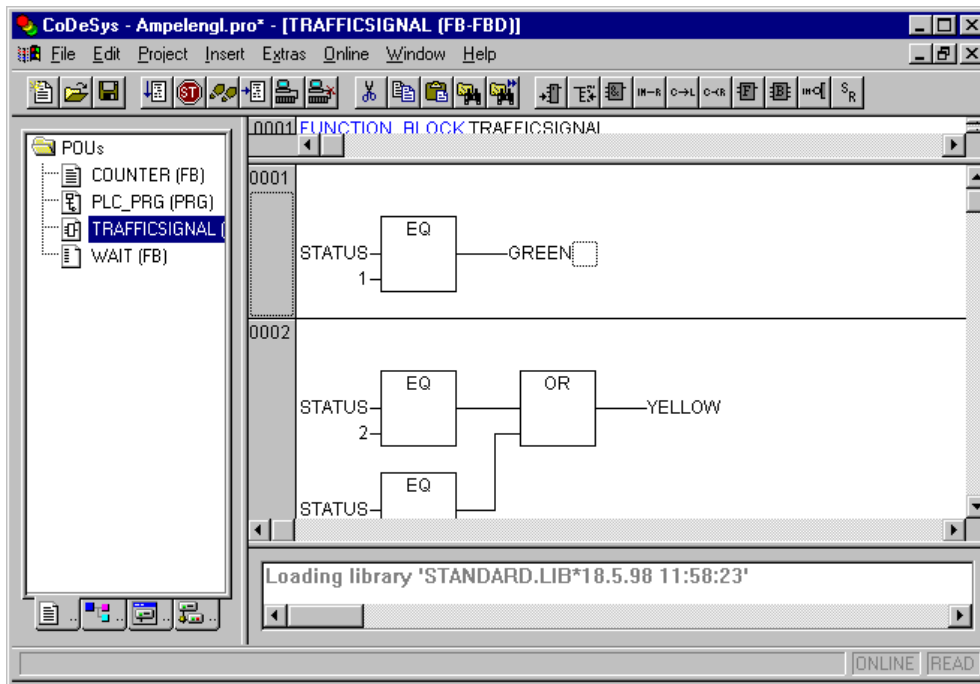 CoDeSys - Ampelengl.pro* - [TRAFFICSIGNAL (FB-FBD)]
File Edit Project Insert Extras Online Window Help
POUs
COUNTER (FB)
PLC_PRG (PRG)
TRAFFICSIGNAL (
WAIT (FB)
0001 FUNCTION_BLOCK TRAFFICSIGNAL
0001
EQ
STATUS
GREEN
1
0002
EQ
OR
STATUS
YELLOW
2
EQ
STATUS
Loading library 'STANDARD.LIB*18.5.98 11:58:23'
ONLINE READ